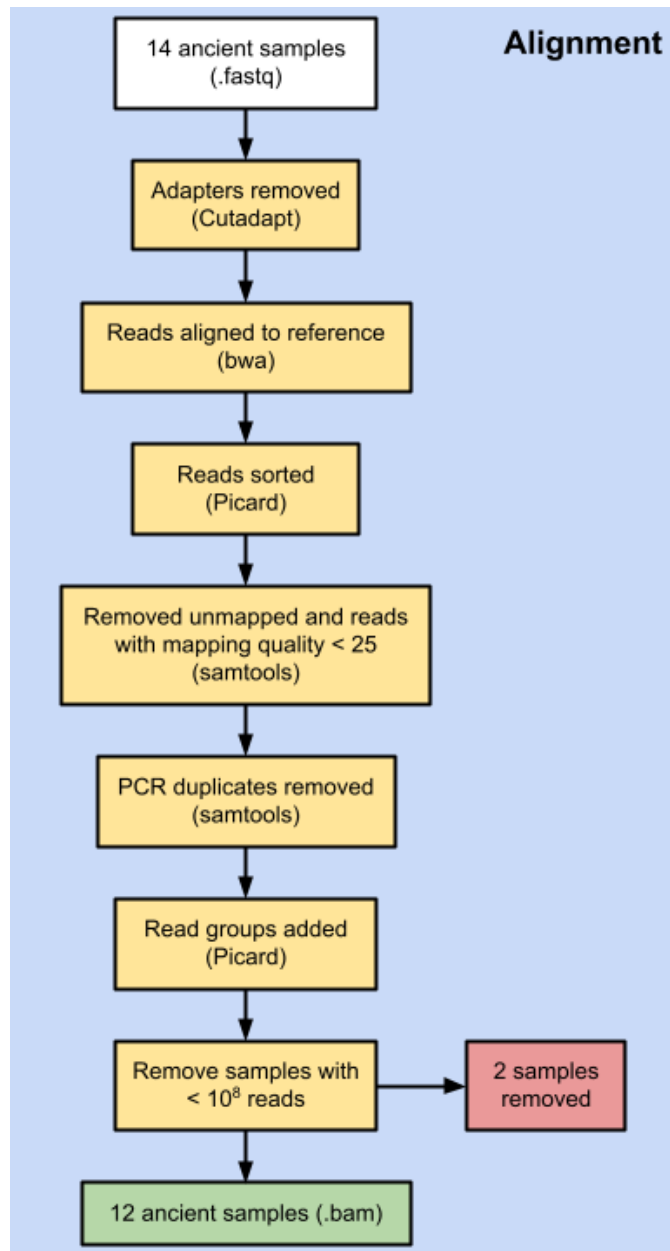 Alignment
14 ancient samples
(.fastq)
Adapters removed
(Cutadapt)
Reads aligned to reference
(bwa)
Reads sorted
(Picard)
Removed unmapped and reads
with mapping quality < 25
(samtools)
PCR duplicates removed
(samtools)
Read groups added
(Picard)
Remove samples with
< 10⁸ reads
2 samples
removed
12 ancient samples (.bam)